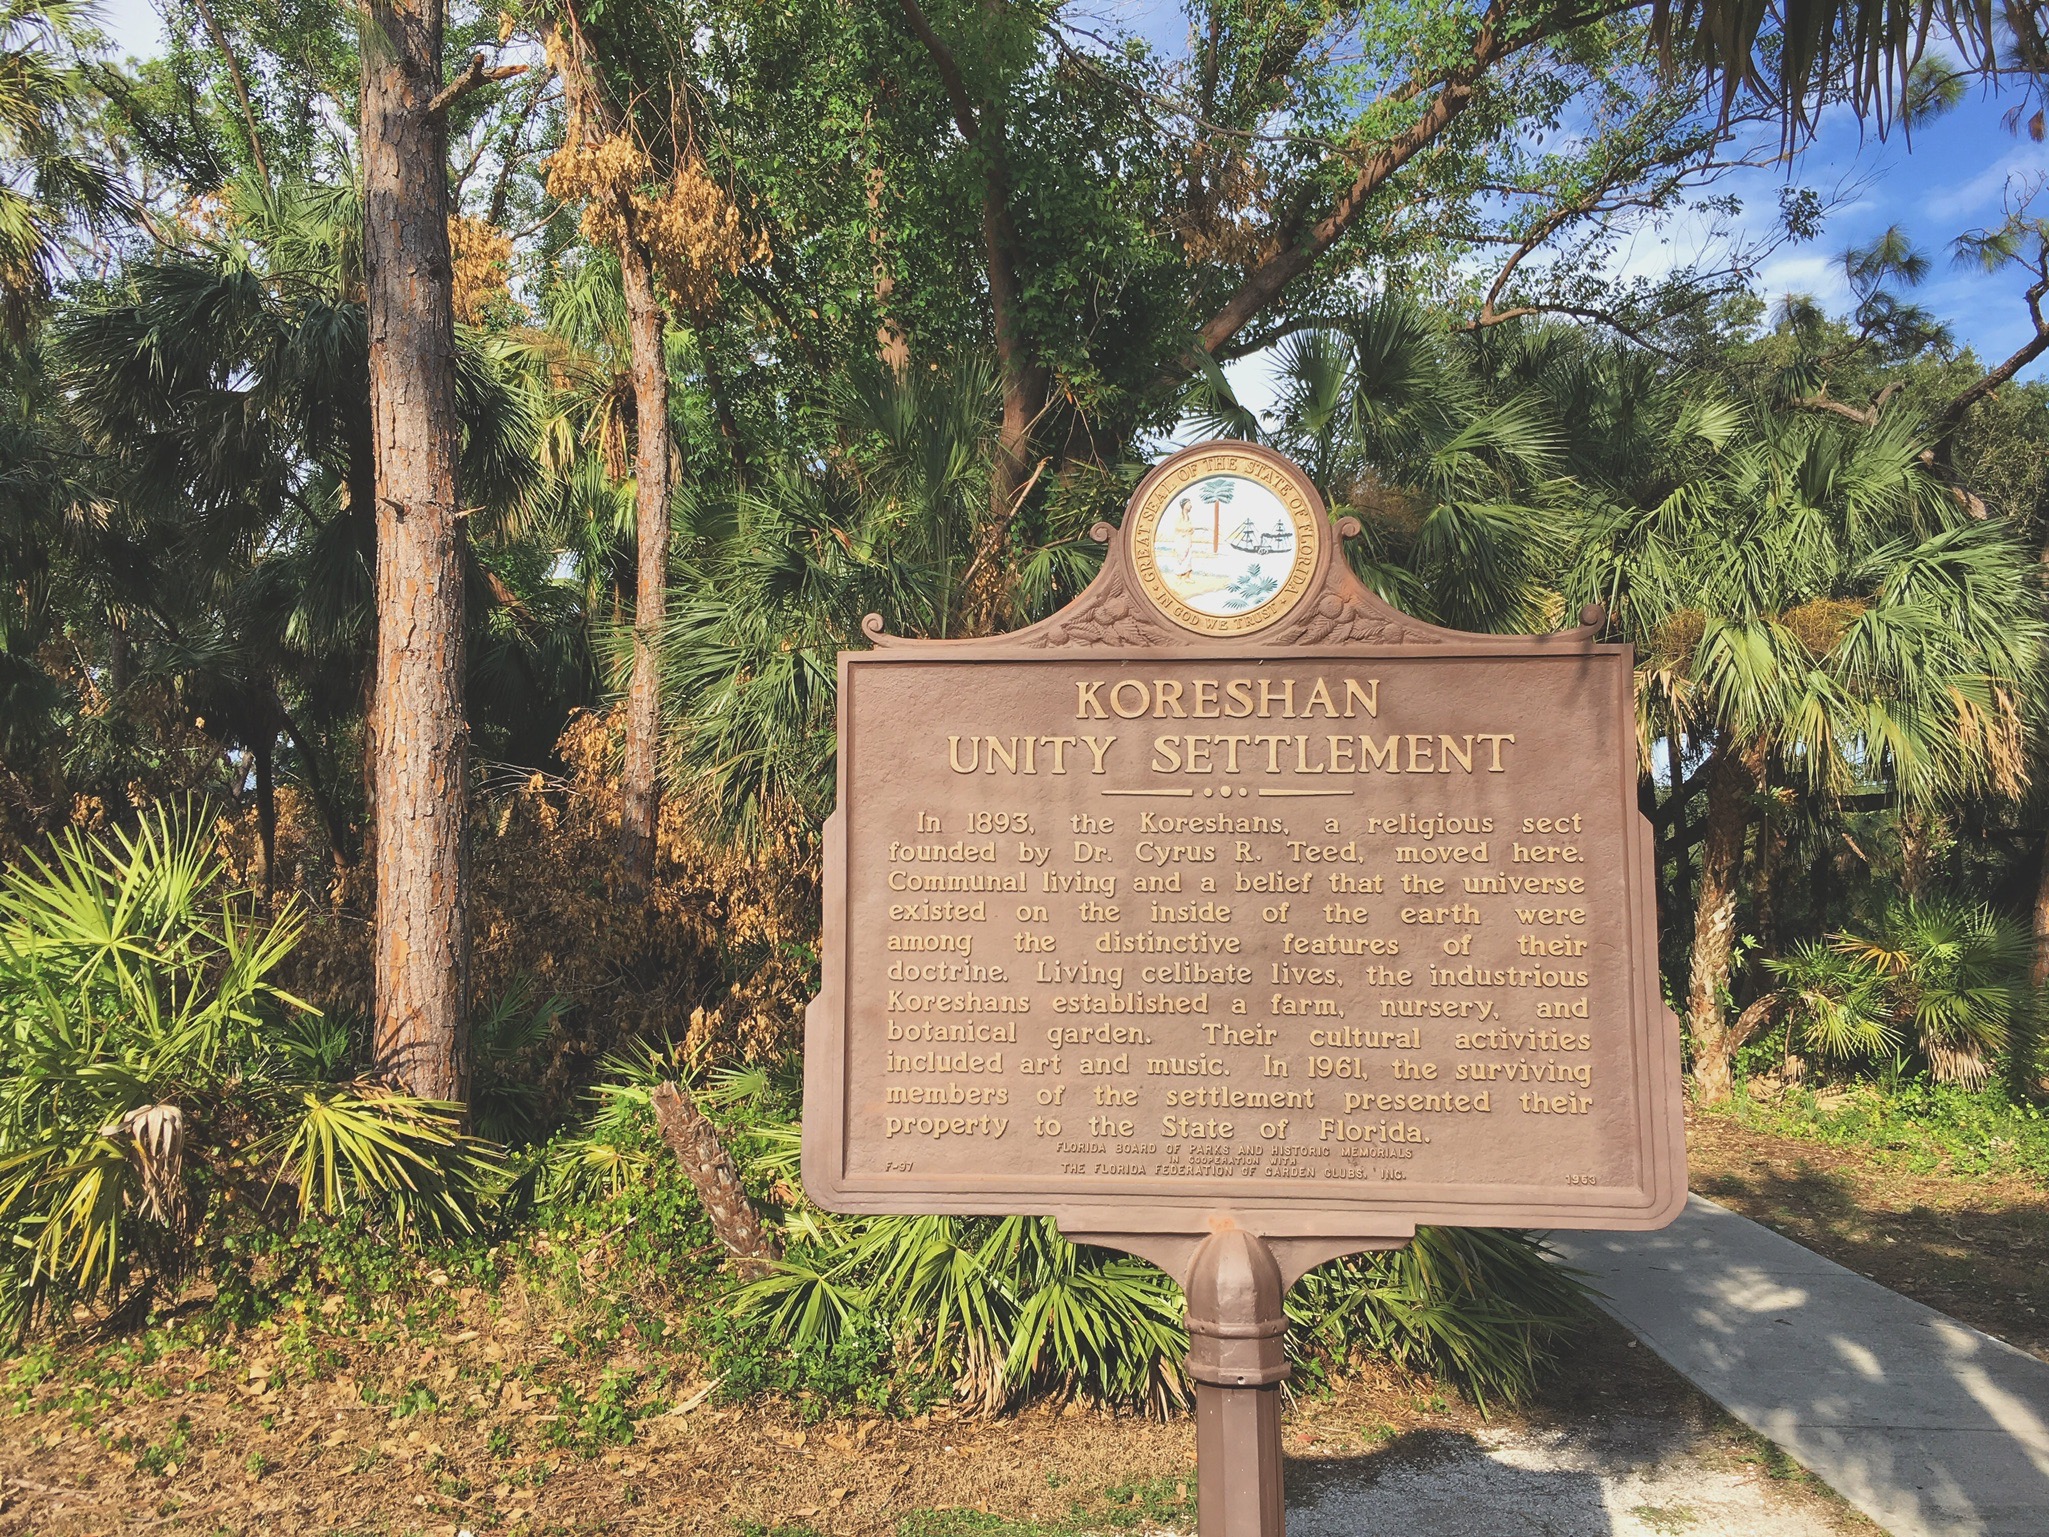 GREAT SEAL OF THE STATE OF FLORIDA
IN GOD WE TRUST
KORESHAN
UNITY SETTLEMENT
In 1893, the Koreshans, a religious sect
founded by Dr. Cyrus R. Teed, moved here.
Communal living and a belief that the universe
existed on the inside of the earth were
among the distinctive features of their
doctrine. Living celibate lives, the industrious
Koreshans established a farm, nursery, and
botanical garden. Their cultural activities
included art and music. In 1961, the surviving
members of the settlement presented their
property to the State of Florida.
FLORIDA BOARD OF PARKS AND HISTORIC MEMORIALS
IN COOPERATION WITH
F-97 THE FLORIDA FEDERATION OF GARDEN CLUBS, INC. 1963